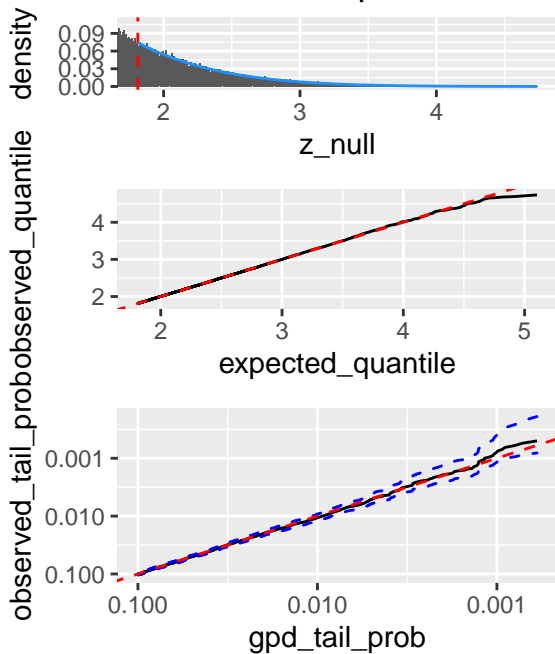 density
0.09
0.06
0.03
0.00
2 3 4
z_null
observed_quantile
4
3
2
2 3 4 5
expected_quantile
observed_tail_prob
0.001
0.010
0.100
0.100 0.010 0.001
gpd_tail_prob